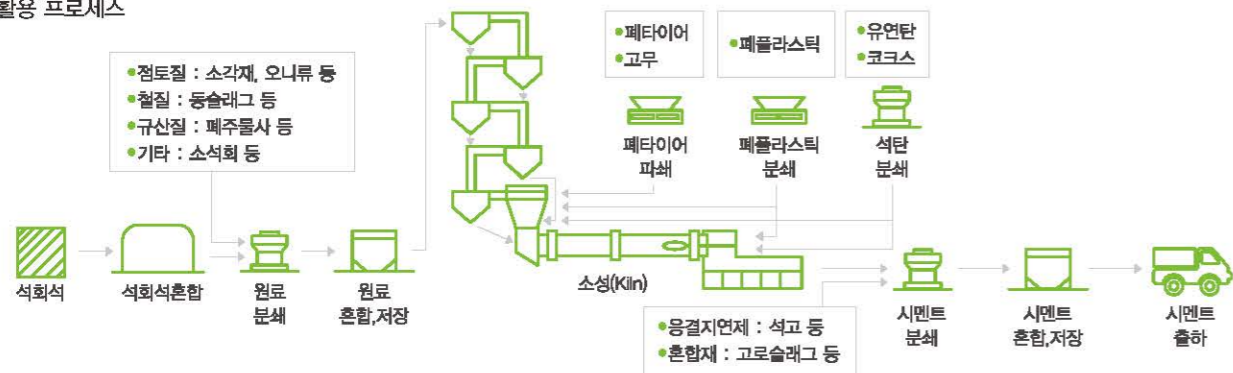 활용 프로세스
•점토질 : 소각재, 오니류 등
•철질 : 동슬래그 등
•규산질 : 폐주물사 등
•기타 : 소석회 등
•폐타이어
•고무
•폐플라스틱
•유연탄
•코크스
폐타이어
파쇄
폐플라스틱
분쇄
석탄
분쇄
석회석
석회석혼합
원료
분쇄
원료
혼합,저장
소성(Kiln)
•응결지연제 : 석고 등
•혼합재 : 고로슬래그 등
시멘트
분쇄
시멘트
혼합,저장
시멘트
출하